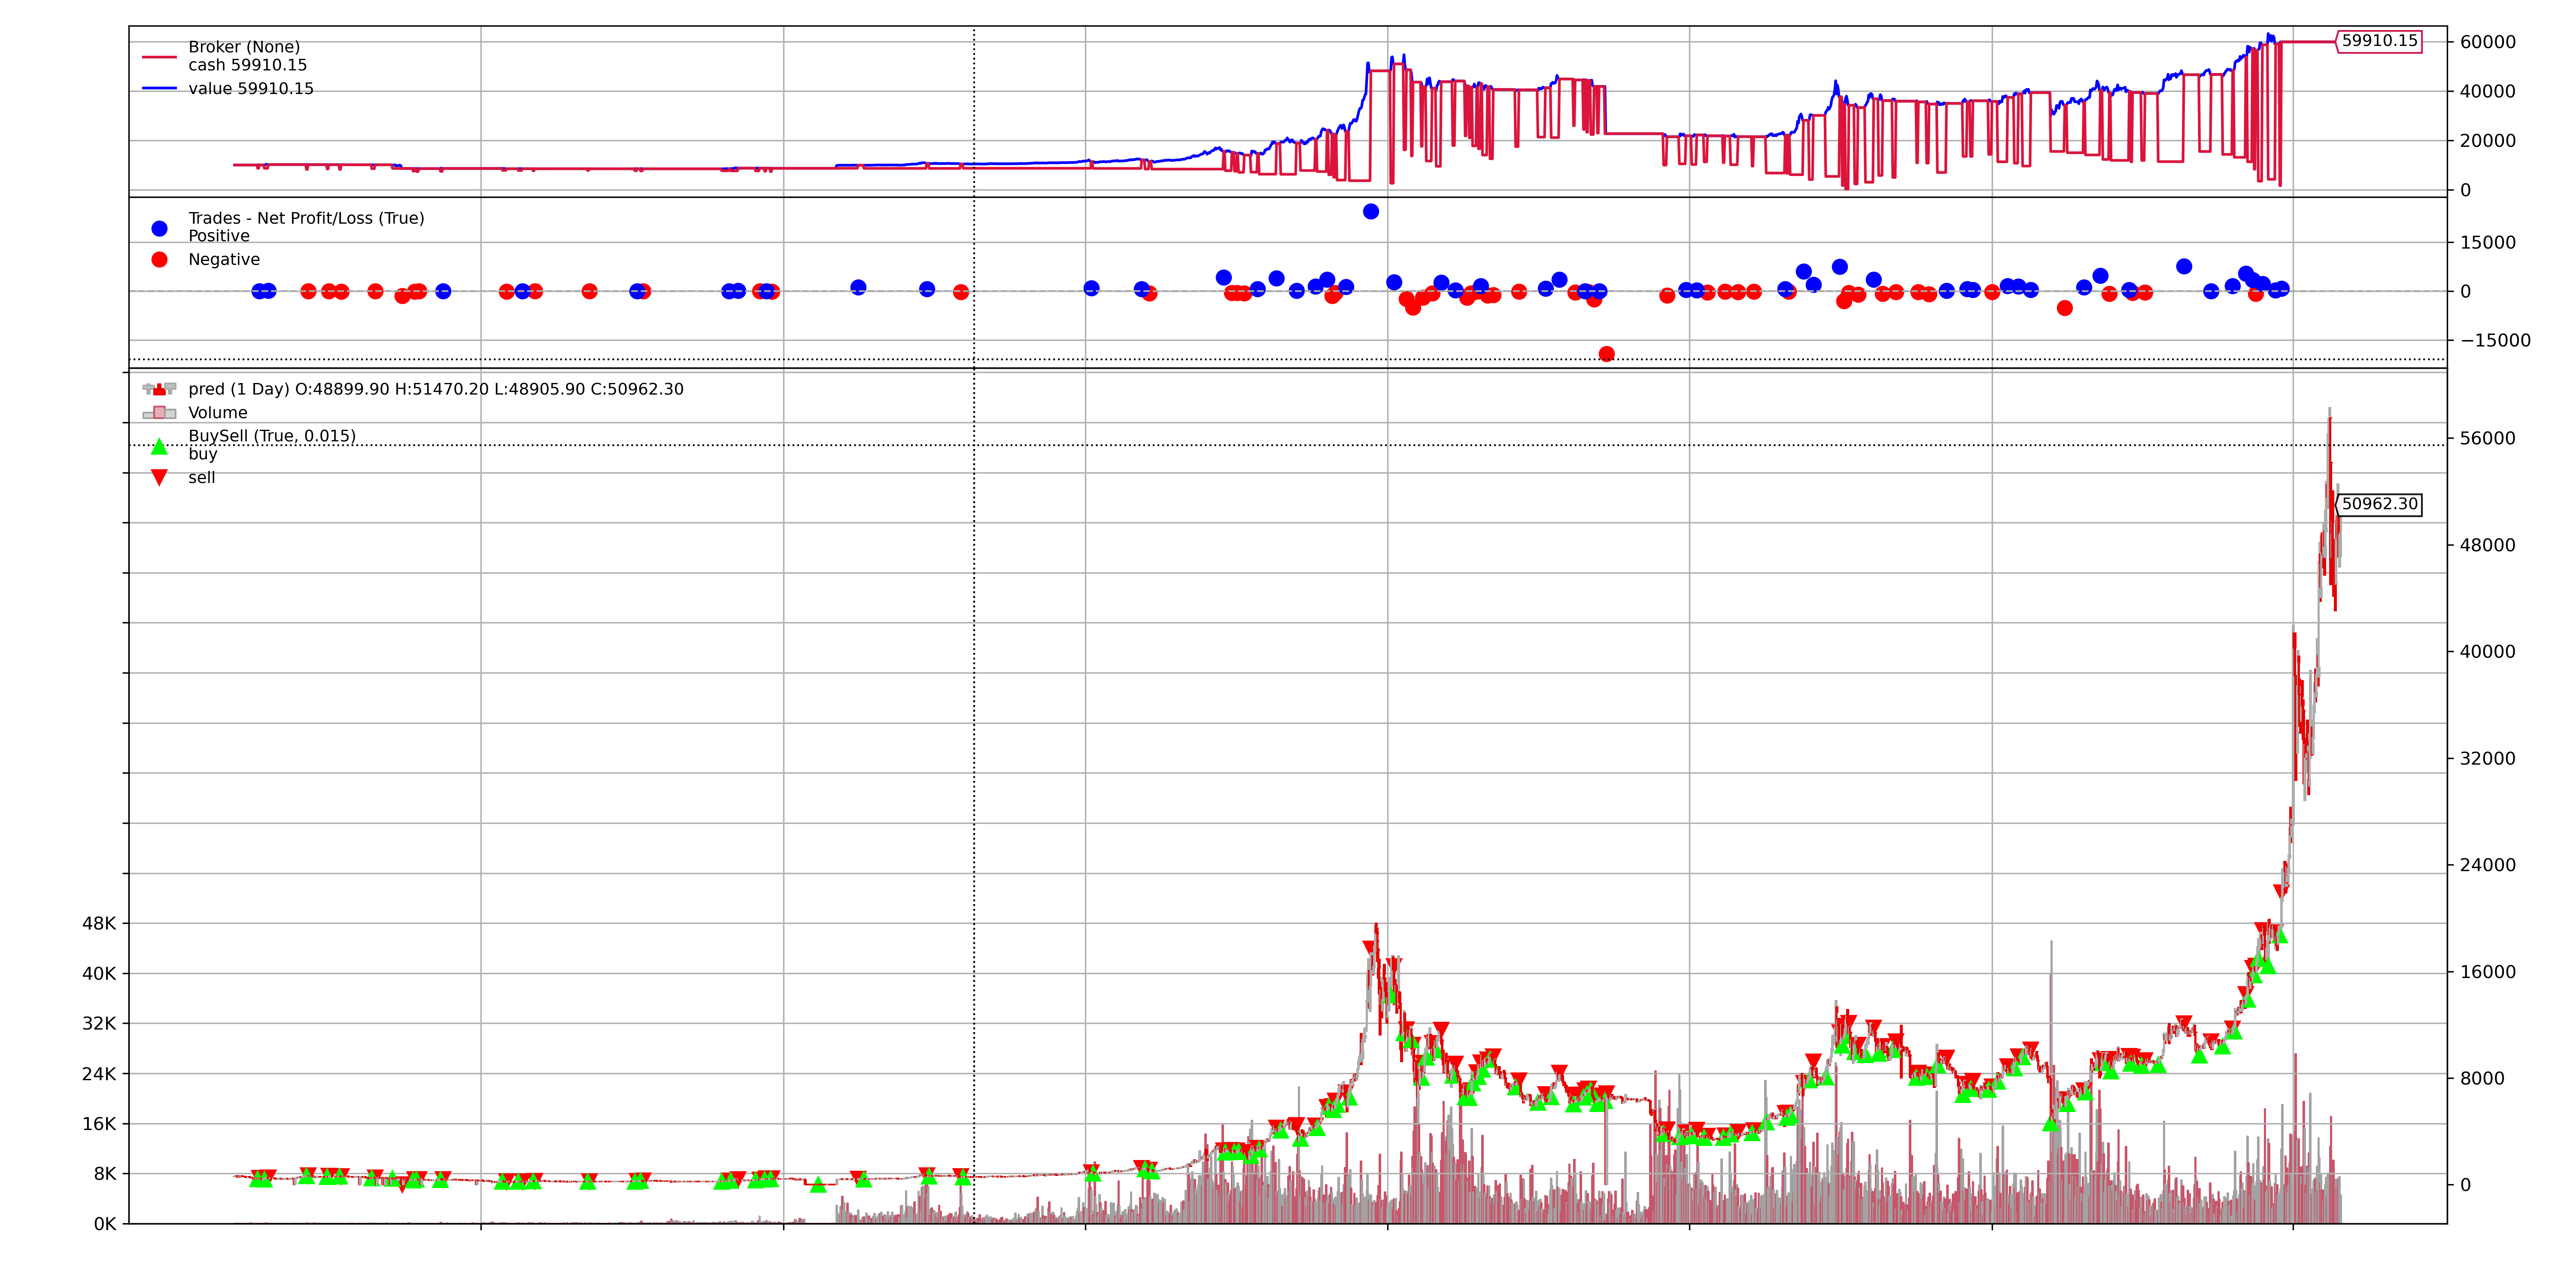 Broker (None)
cash 59910.15
value 59910.15
60000
59910.15
40000
20000
0
Trades - Net Profit/Loss (True)
Positive
Negative
15000
0
−15000
pred (1 Day) O:48899.90 H:51470.20 L:48905.90 C:50962.30
Volume
BuySell (True, 0.015)
buy
sell
56000
50962.30
48000
40000
32000
24000
16000
8000
0
48K
40K
32K
24K
16K
8K
0K